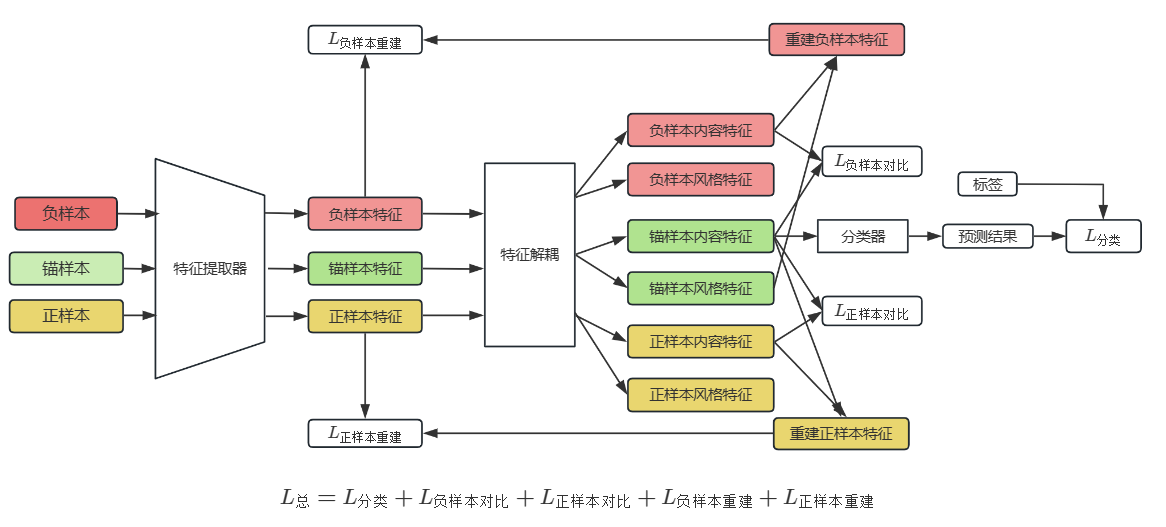 L负样本重建
重建负样本特征
负样本内容特征
L负样本对比
负样本风格特征
标签
负样本
负样本特征
锚样本内容特征
分类器
预测结果
L分类
锚样本
特征提取器
锚样本特征
特征解耦
锚样本风格特征
正样本
正样本特征
L正样本对比
正样本内容特征
正样本风格特征
L正样本重建
重建正样本特征
L总 = L分类 + L负样本对比 + L正样本对比 + L负样本重建 + L正样本重建